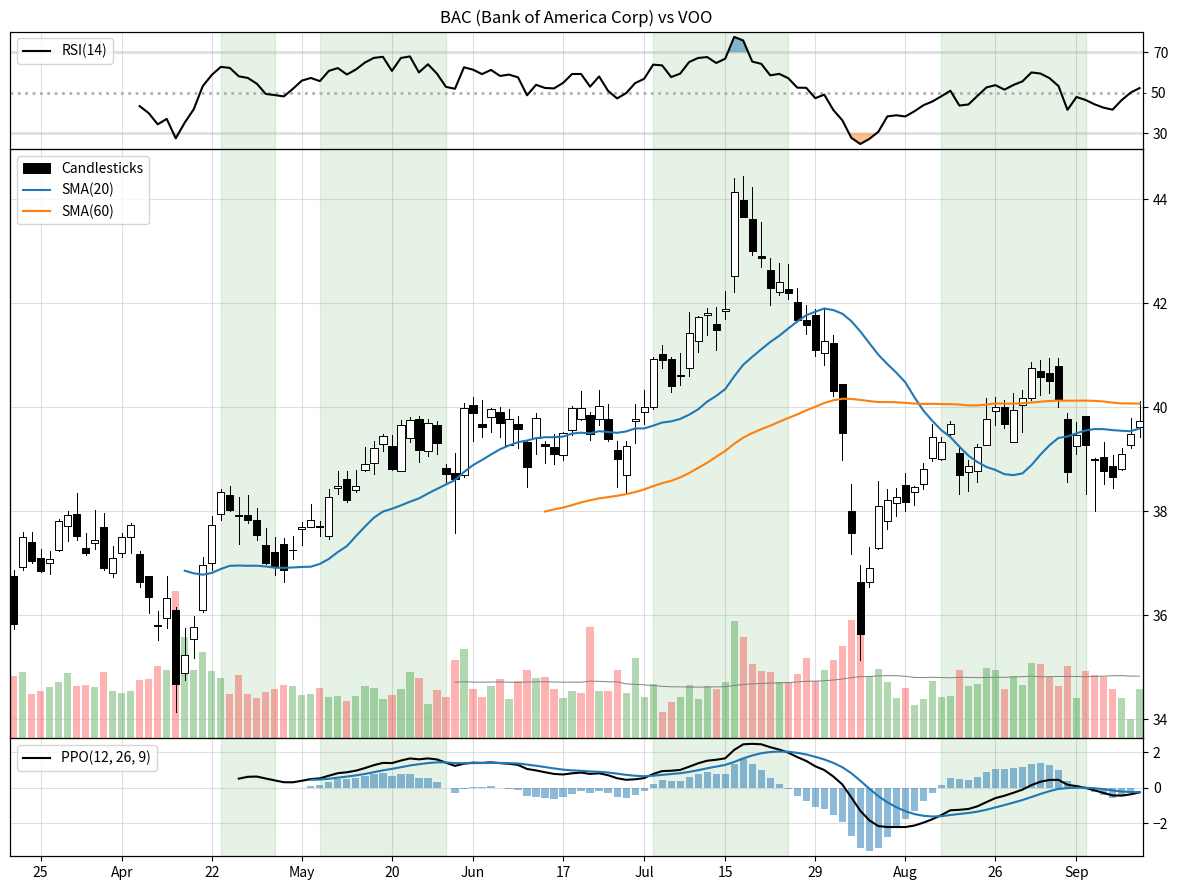 BAC (Bank of America Corp) vs VOO
RSI(14)
70
50
30
Candlesticks
SMA(20)
SMA(60)
44
42
40
38
36
34
PPO(12, 26, 9)
2
0
−2
25 Apr 22 May 20 Jun 17 Jul 15 29 Aug 26 Sep